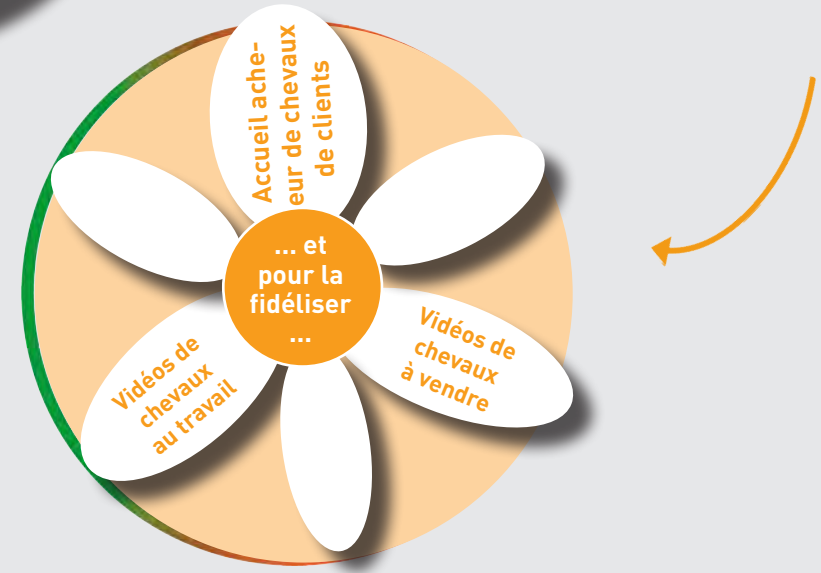 Accueil ache-
eur de chevaux
de clients
... et
pour la
fidéliser
...
Vidéos de
chevaux
à vendre
Vidéos de
chevaux
au travail